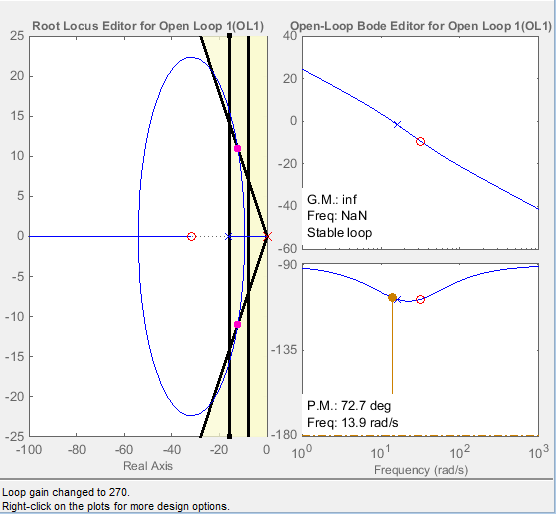 Root Locus Editor for Open Loop 1(OL1)
25
20
15
10
5
0
-5
-10
-15
-20
-25
-100
-80
-60
-40
-20
0
Real Axis
Open-Loop Bode Editor for Open Loop 1(OL1)
40
20
0
-20
-40
-60
G.M.: inf
Freq: NaN
Stable loop
-90
-135
-180
P.M.: 72.7 deg
Freq: 13.9 rad/s
10^0
10^1
10^2
10^3
Frequency (rad/s)
Loop gain changed to 270.
Right-click on the plots for more design options.